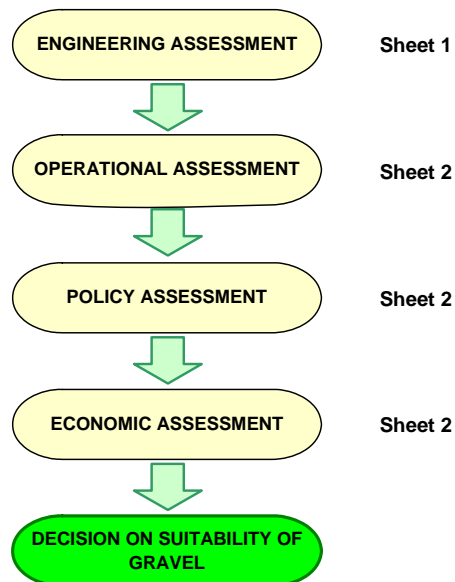 ENGINEERING ASSESSMENT Sheet 1
OPERATIONAL ASSESSMENT Sheet 2
POLICY ASSESSMENT Sheet 2
ECONOMIC ASSESSMENT Sheet 2
DECISION ON SUITABILITY OF
GRAVEL